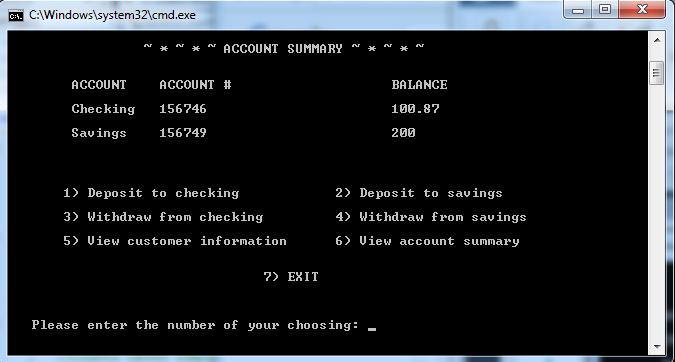 C:\Windows\system32\cmd.exe
~ * ~ * ~ ACCOUNT SUMMARY ~ * ~ * ~
ACCOUNT ACCOUNT # BALANCE
Checking 156746 100.87
Savings 156749 200
1) Deposit to checking 2) Deposit to savings
3) Withdraw from checking 4) Withdraw from savings
5) View customer information 6) View account summary
7) EXIT
Please enter the number of your choosing: _